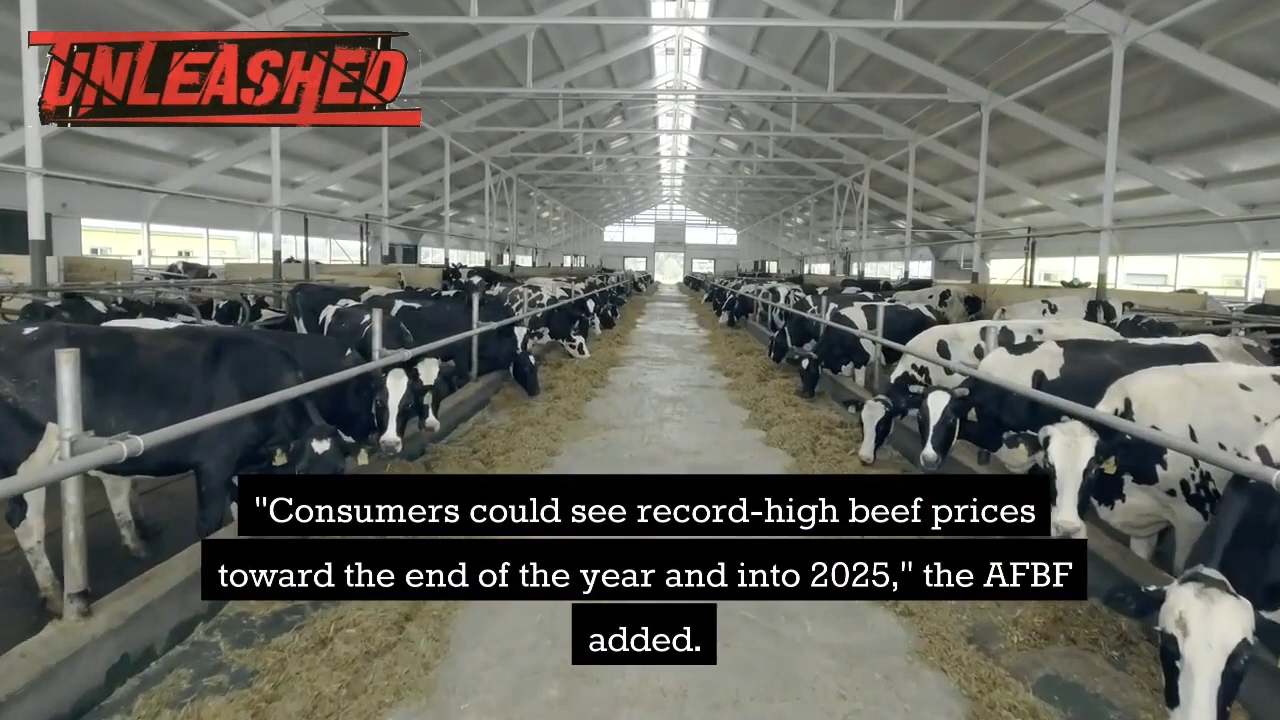 UNLEASHED
"Consumers could see record-high beef prices
toward the end of the year and into 2025," the AFBF
added.